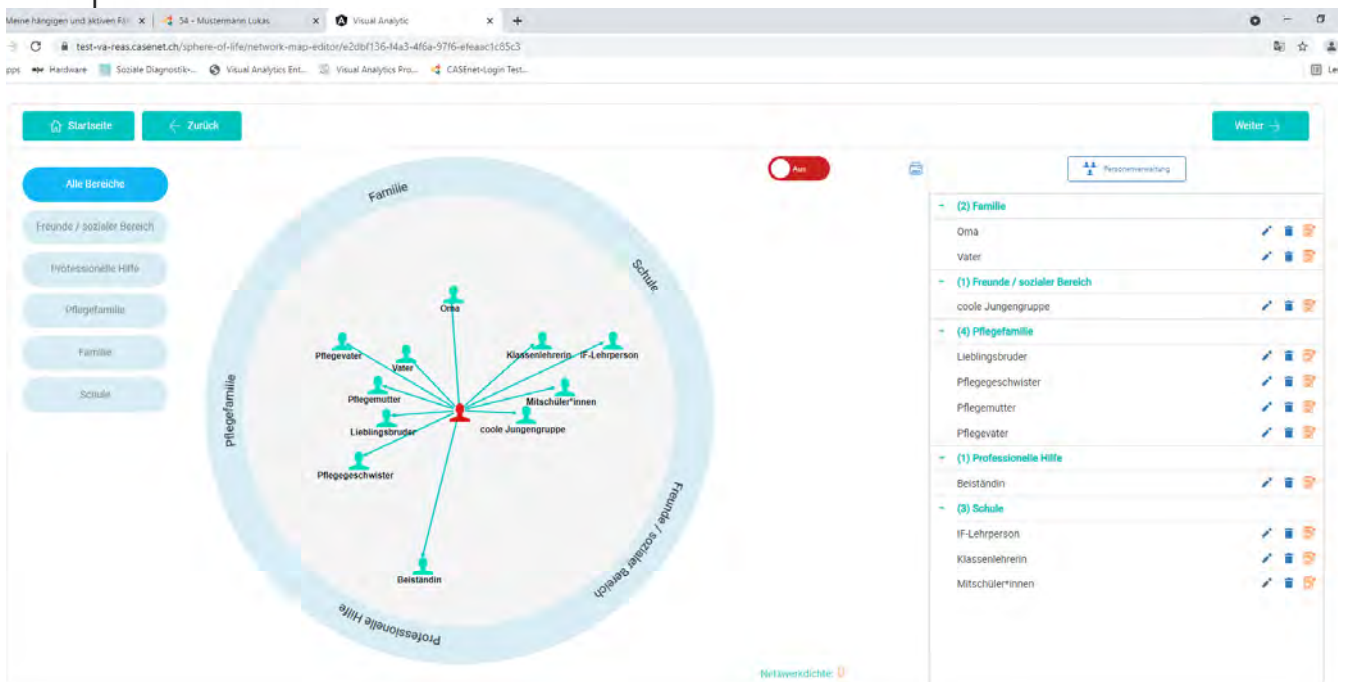 Meine hängigen und aktiven Fäl
54 - Mustermann Lukas
Visual Analytic
test-va-reas.casenet.ch/sphere-of-life/network-map-editor/e2dbf136-f4a3-4f6a-97f6-efeaac1c85c3
pps Hardware Soziale Diagnostik-... Visual Analytics Ent... Visual Analytics Pro... CASEnet-Login Test... Le
Startseite
Zurück
Weiter
Alle Bereiche
Freunde / sozialer Bereich
Professionelle Hilfe
Pflegefamilie
Familie
Schule
Familie
Schule
Freunde / sozialer Bereich
Professionelle Hilfe
Pflegefamilie
Oma
Pflegevater
Vater
Klassenlehrerin
IF-Lehrperson
Pflegemutter
Mitschüler*innen
Lieblingsbruder
coole Jungengruppe
Pflegegeschwister
Beiständin
Aus
Netzwerkdichte: 0
Personenverwaltung
(2) Familie
Oma
Vater
(1) Freunde / sozialer Bereich
coole Jungengruppe
(4) Pflegefamilie
Lieblingsbruder
Pflegegeschwister
Pflegemutter
Pflegevater
(1) Professionelle Hilfe
Beiständin
(3) Schule
IF-Lehrperson
Klassenlehrerin
Mitschüler*innen